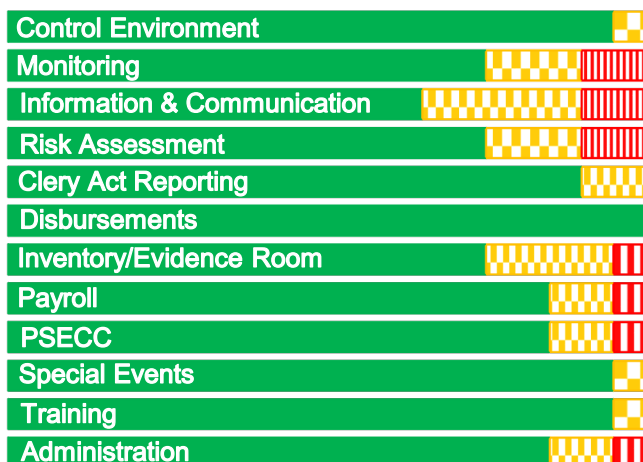 Control Environment
Monitoring
Information & Communication
Risk Assessment
Clery Act Reporting
Disbursements
Inventory/Evidence Room
Payroll
PSECC
Special Events
Training
Administration